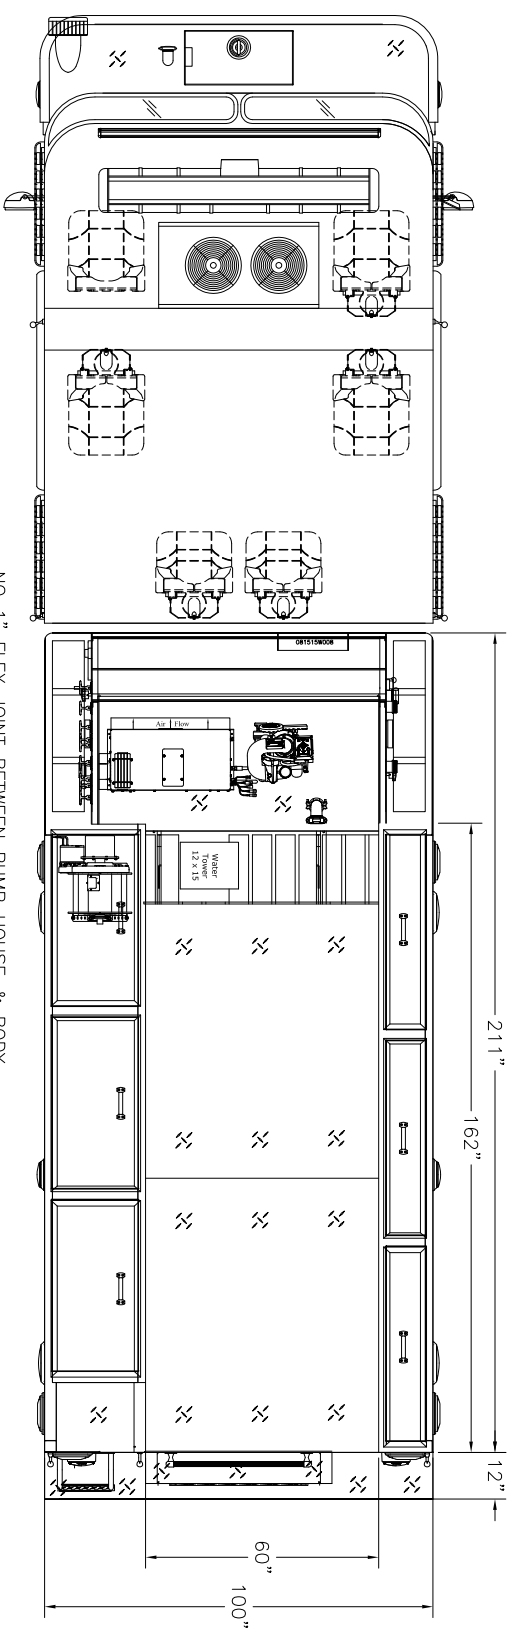 081515W008
Air Flow
Water
Tower
12 x 15
211"
162"
12"
60"
100"
NO 1" FLEX JOINT BETWEEN PUMP HOUSE & BODY